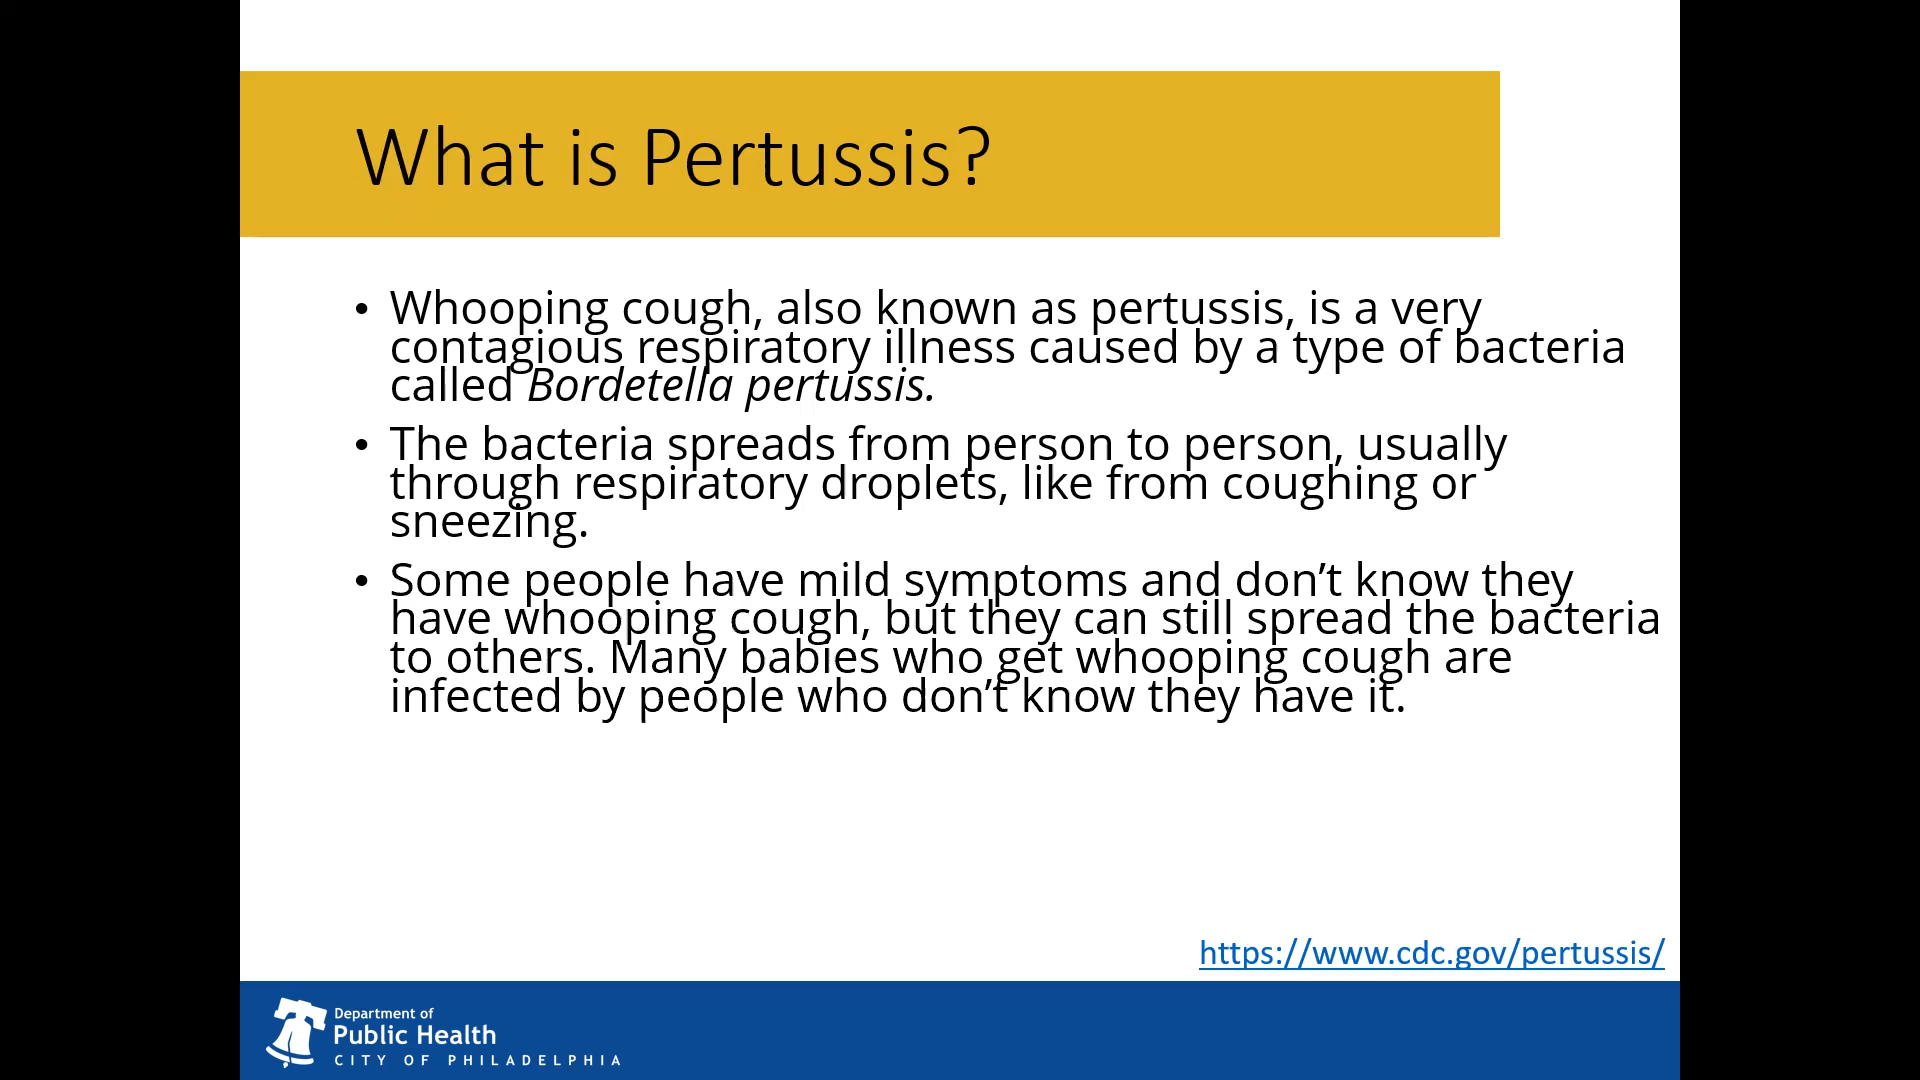 What is Pertussis?
• Whooping cough, also known as pertussis, is a very
contagious respiratory illness caused by a type of bacteria
called Bordetella pertussis.
• The bacteria spreads from person to person, usually
through respiratory droplets, like from coughing or
sneezing.
• Some people have mild symptoms and don’t know they
have whooping cough, but they can still spread the bacteria
to others. Many babies who get whooping cough are
infected by people who don’t know they have it.
https://www.cdc.gov/pertussis/
Department of
Public Health
CITY OF PHILADELPHIA